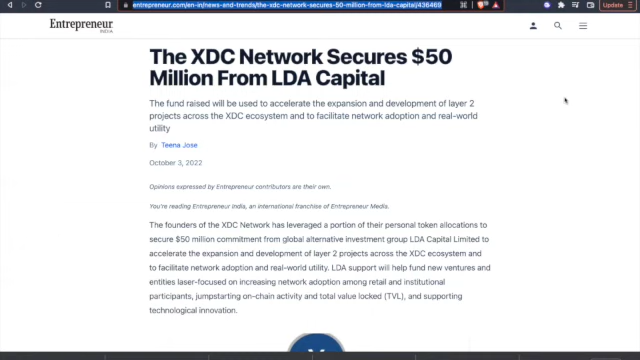 entrepreneur.com/en-in/news-and-trends/the-xdc-network-secures-50-million-from-lda-capital/436469
Update
Entrepreneur
INDIA
The XDC Network Secures $50
Million From LDA Capital
The fund raised will be used to accelerate the expansion and development of layer 2
projects across the XDC ecosystem and to facilitate network adoption and real-world
utility
By Teena Jose
October 3, 2022
Opinions expressed by Entrepreneur contributors are their own.
You're reading Entrepreneur India, an international franchise of Entrepreneur Media.
The founders of the XDC Network has leveraged a portion of their personal token allocations to
secure $50 million commitment from global alternative investment group LDA Capital Limited to
accelerate the expansion and development of layer 2 projects across the XDC ecosystem and
to facilitate network adoption and real-world utility. LDA support will help fund new ventures and
entities laser-focused on increasing network adoption among retail and institutional
participants, jumpstarting on-chain activity and total value locked (TVL), and supporting
technological innovation.